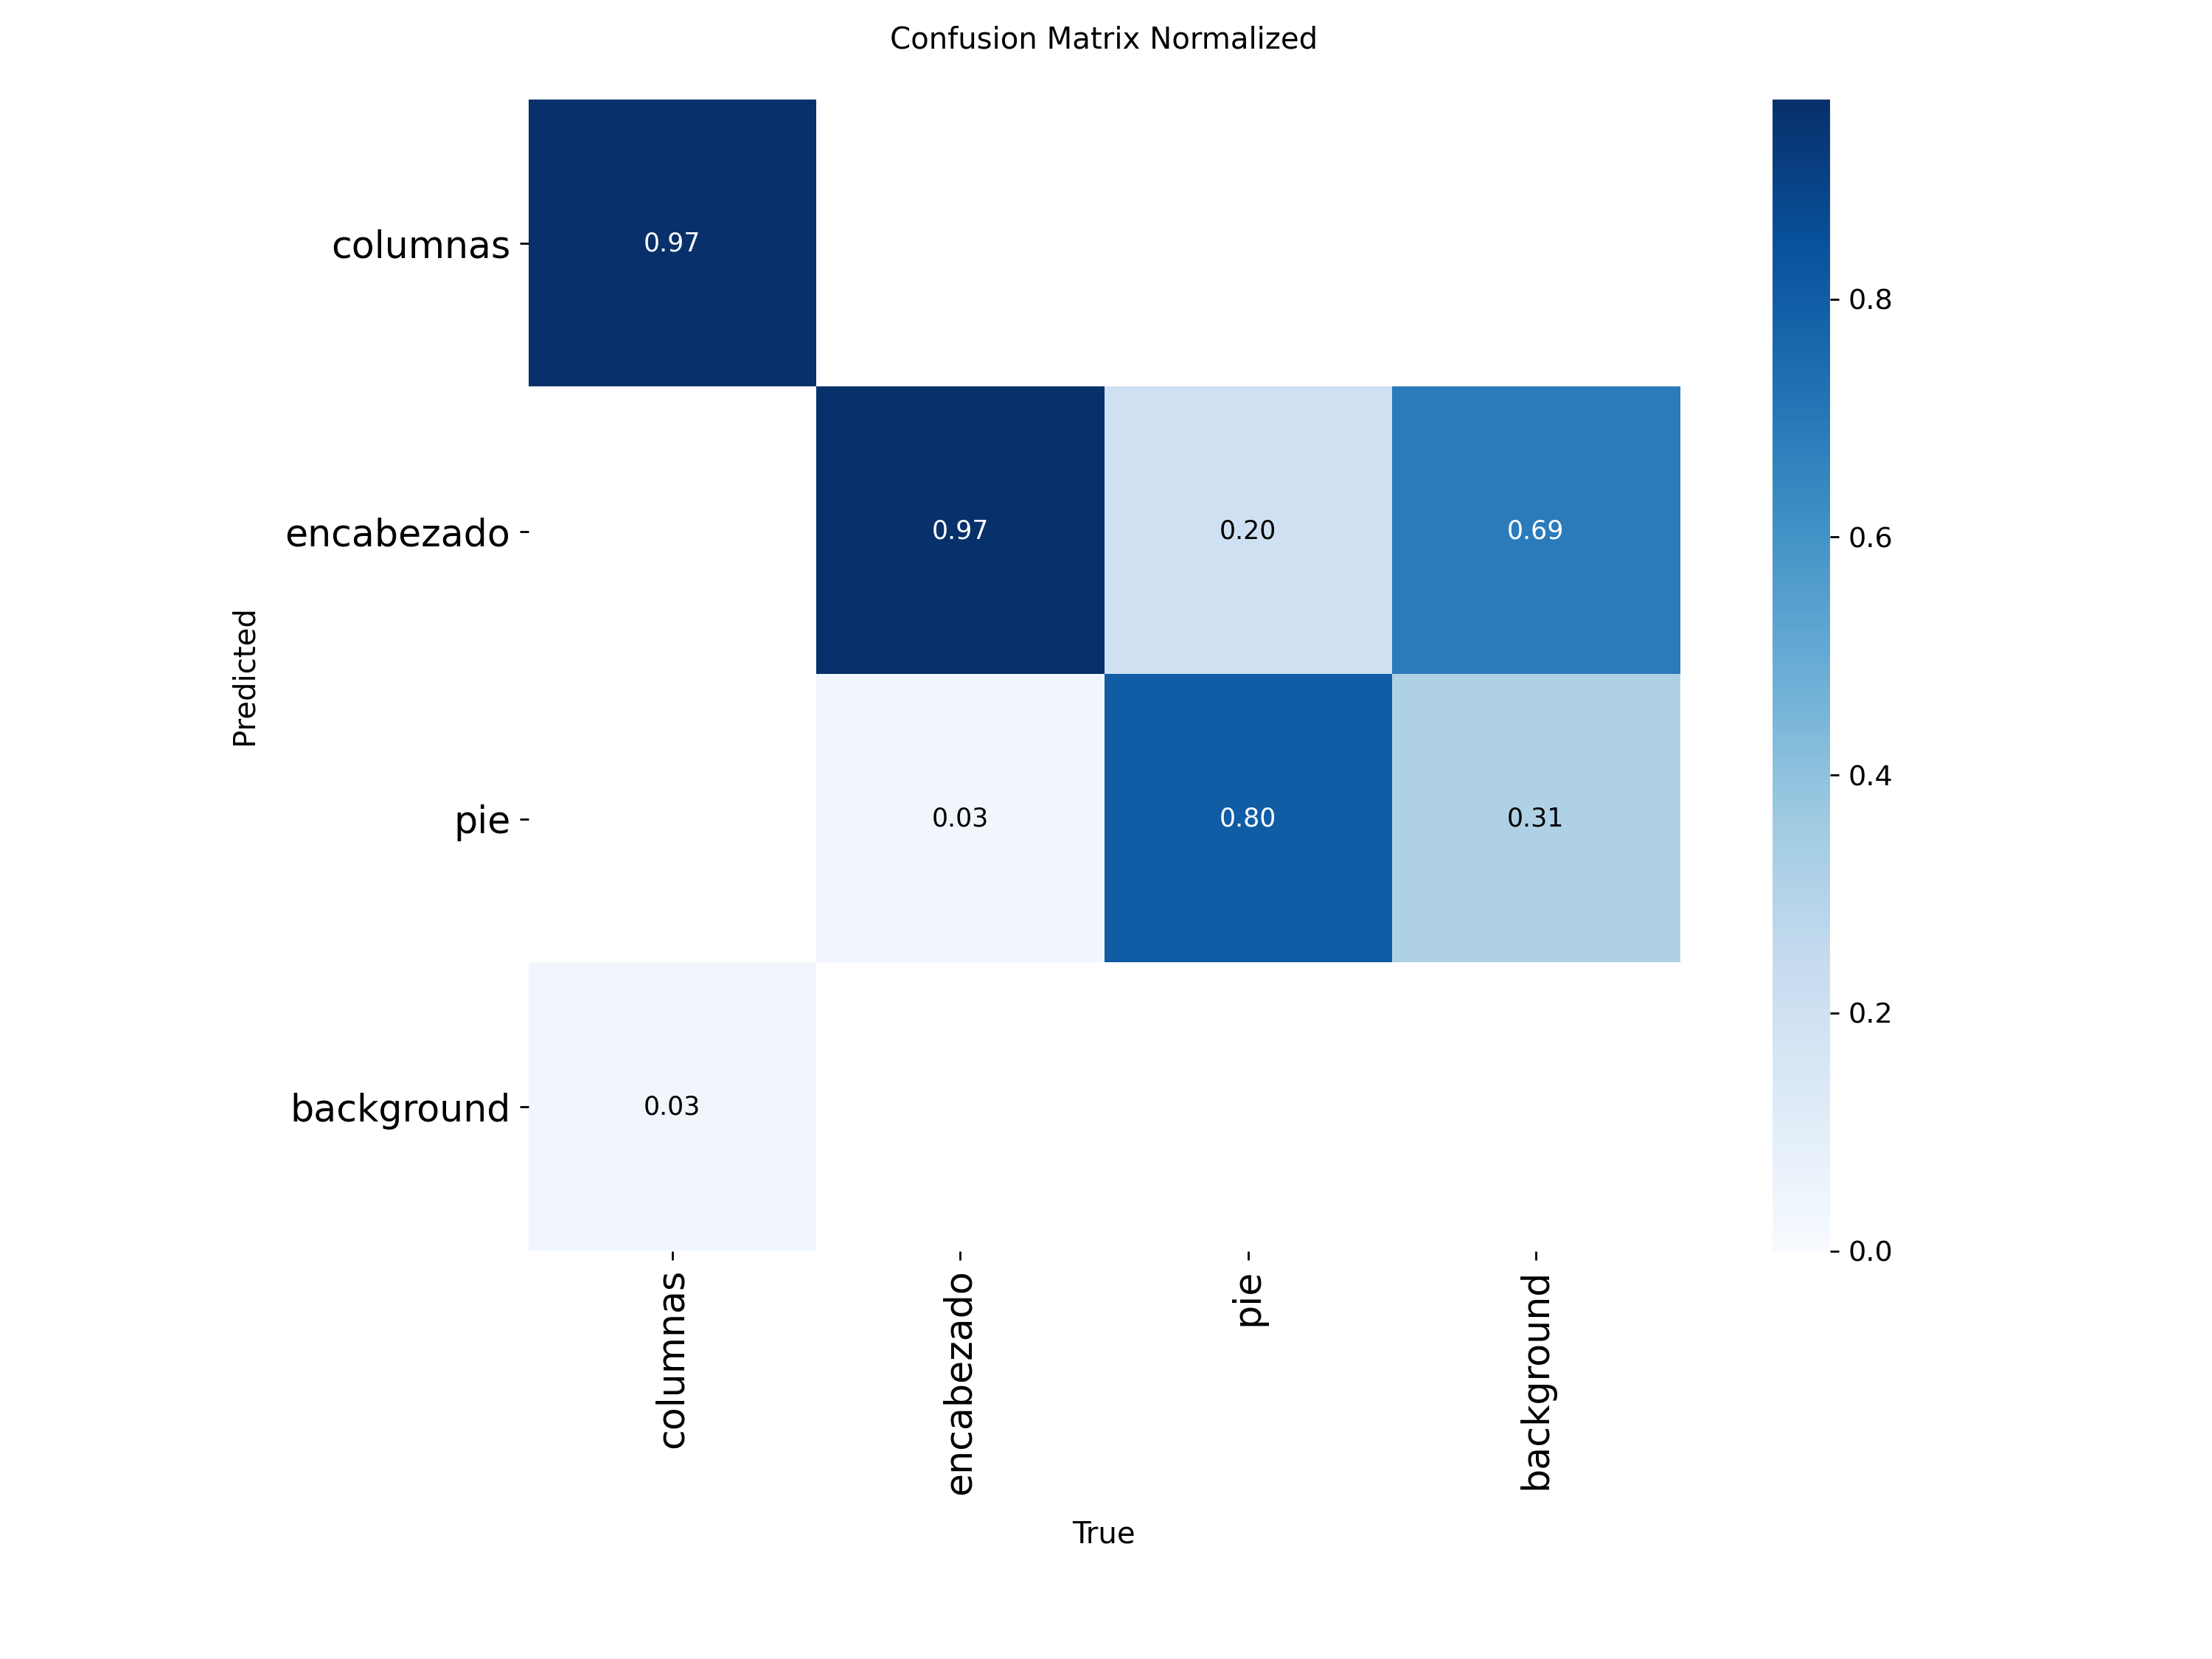 Confusion Matrix Normalized
columnas
0.97
0.8
encabezado
0.97
0.20
0.69
0.6
Predicted
pie
0.03
0.80
0.31
0.4
background
0.03
0.2
0.0
columnas
encabezado
pie
background
True